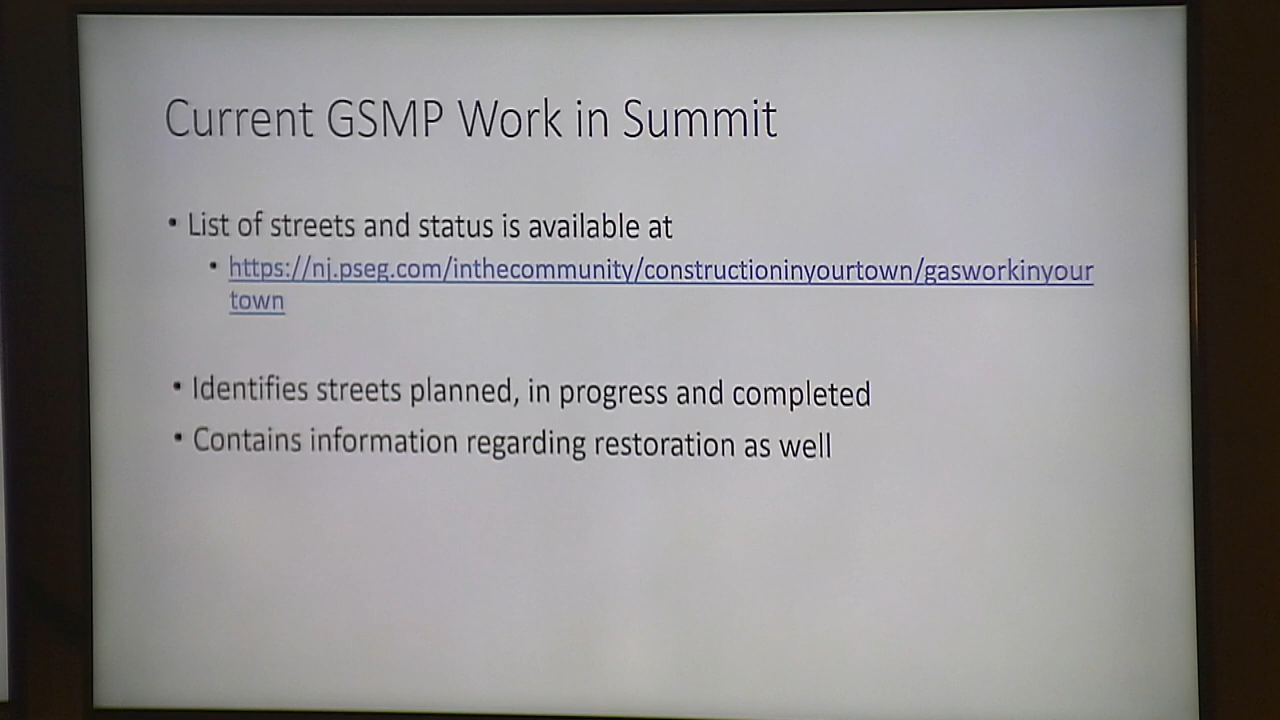 Current GSMP Work in Summit
• List of streets and status is available at
• https://nj.pseg.com/inthecommunity/constructioninyourtown/gasworkinyour
town
• Identifies streets planned, in progress and completed
• Contains information regarding restoration as well